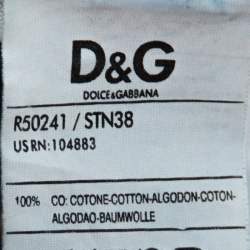 D&G
DOLCE&GABBANA
R50241 / STN38
US RN: 104883
100% CO: COTONE-COTTON-ALGODON-COTON-
ALGODAO-BAUMWOLLE